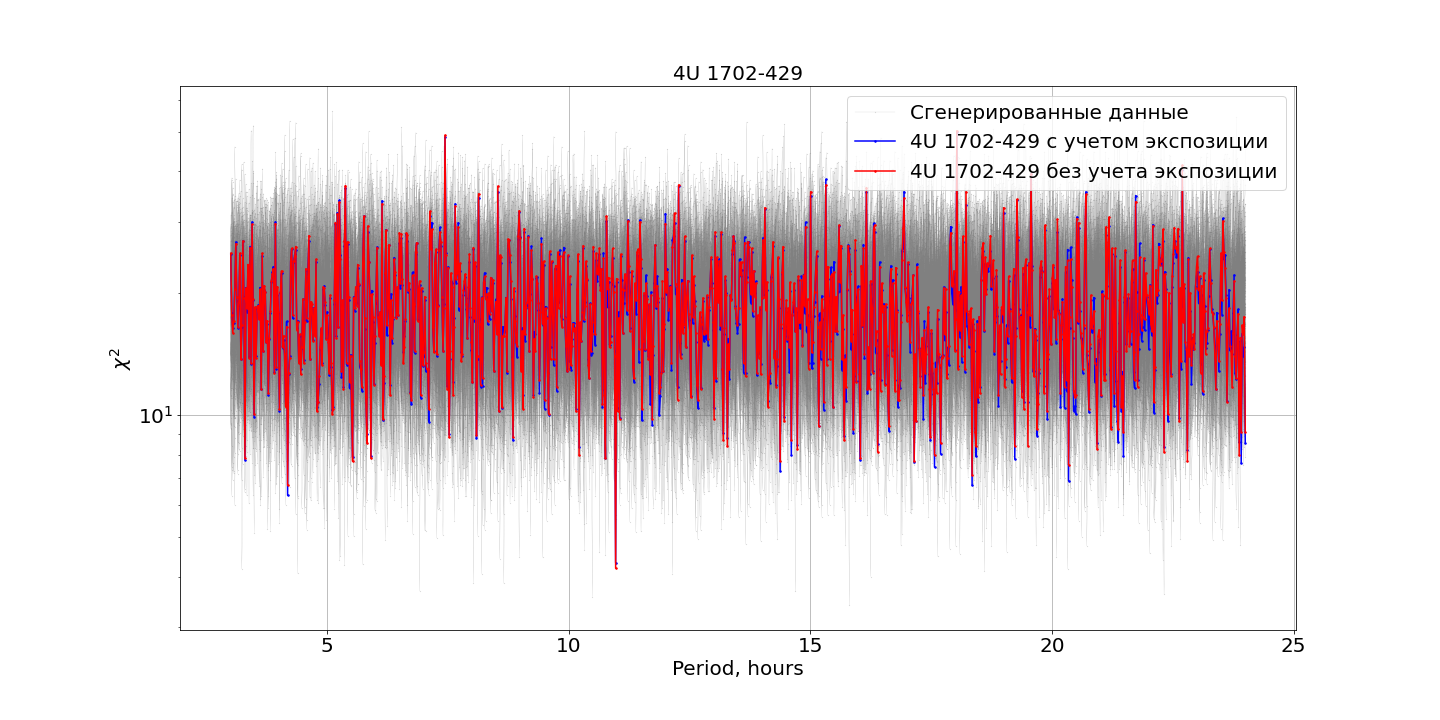 4U 1702-429
Сгенерированные данные
4U 1702-429 с учетом экспозиции
4U 1702-429 без учета экспозиции
χ²
10¹
5
10
15
20
25
Period, hours